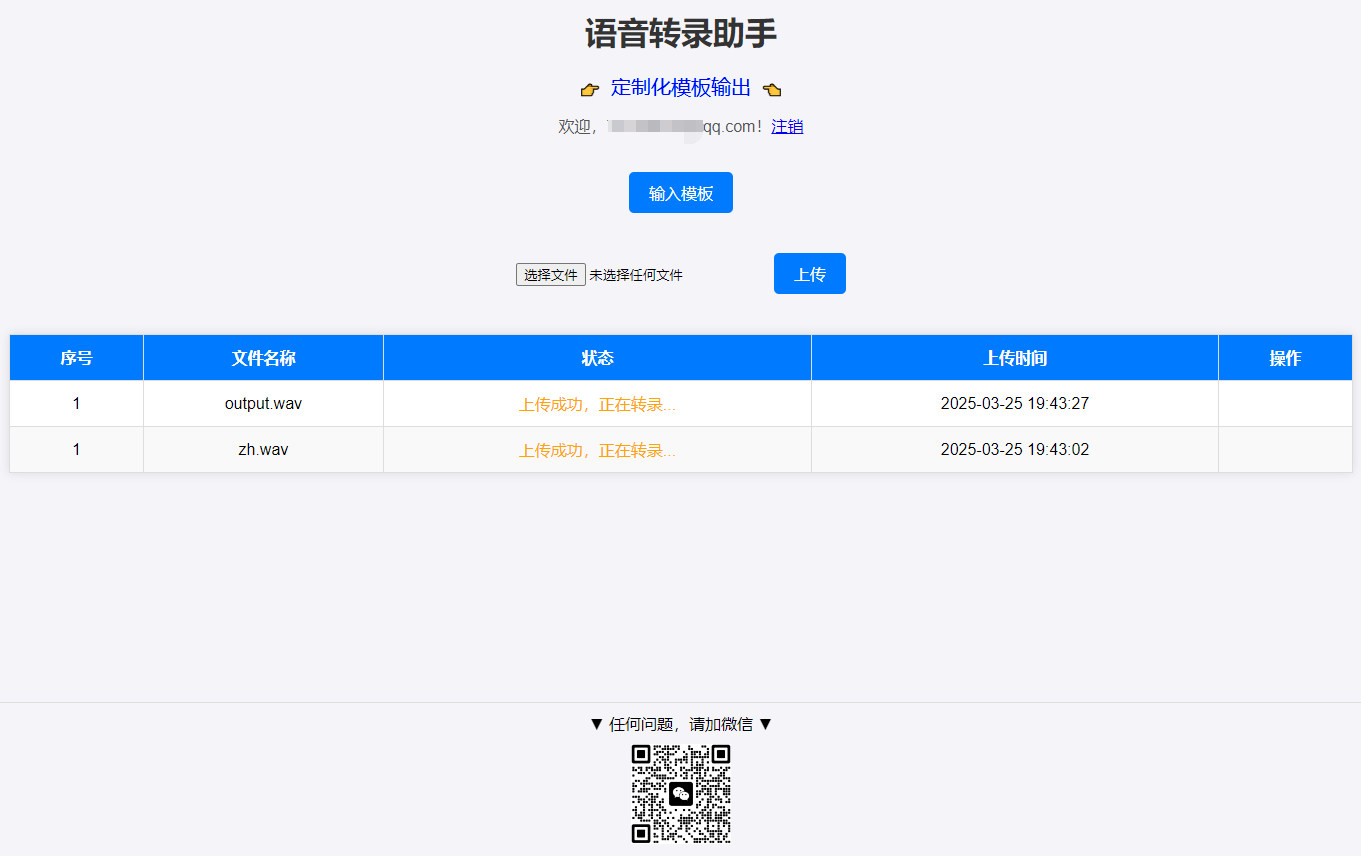 语音转录助手
👉 定制化模板输出 👈
欢迎，qq.com！ 注销
输入模板
选择文件 未选择任何文件 上传
序号 文件名称 状态 上传时间 操作
1 output.wav 上传成功，正在转录... 2025-03-25 19:43:27
1 zh.wav 上传成功，正在转录... 2025-03-25 19:43:02
▼ 任何问题，请加微信 ▼